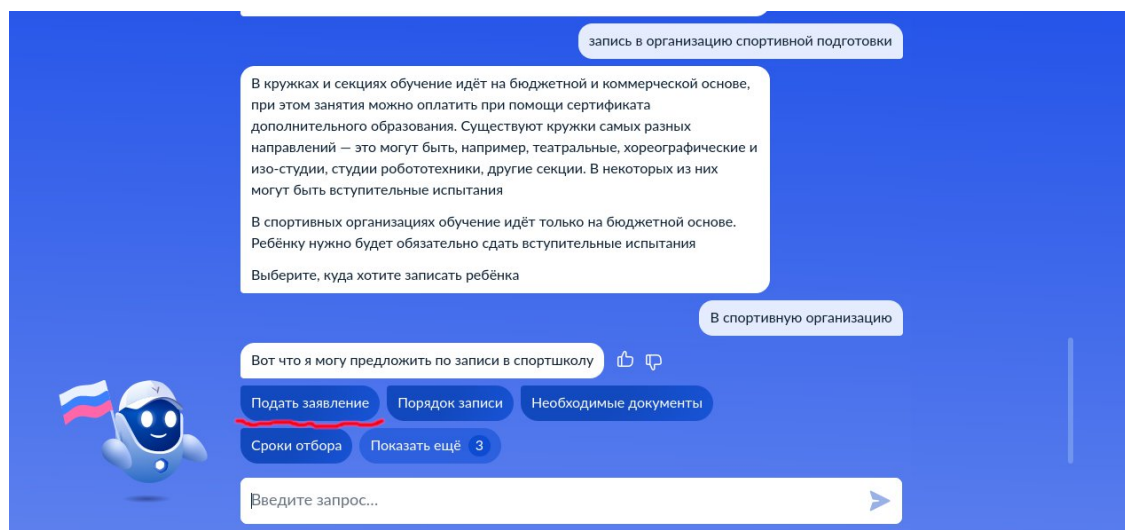 запись в организацию спортивной подготовки
В кружках и секциях обучение идёт на бюджетной и коммерческой основе,
при этом занятия можно оплатить при помощи сертификата
дополнительного образования. Существуют кружки самых разных
направлений — это могут быть, например, театральные, хореографические и
изо-студии, студии робототехники, другие секции. В некоторых из них
могут быть вступительные испытания
В спортивных организациях обучение идёт только на бюджетной основе.
Ребёнку нужно будет обязательно сдать вступительные испытания
Выберите, куда хотите записать ребёнка
В спортивную организацию
Вот что я могу предложить по записи в спортшколу
Подать заявление Порядок записи Необходимые документы
Сроки отбора Показать ещё 3
Введите запрос...